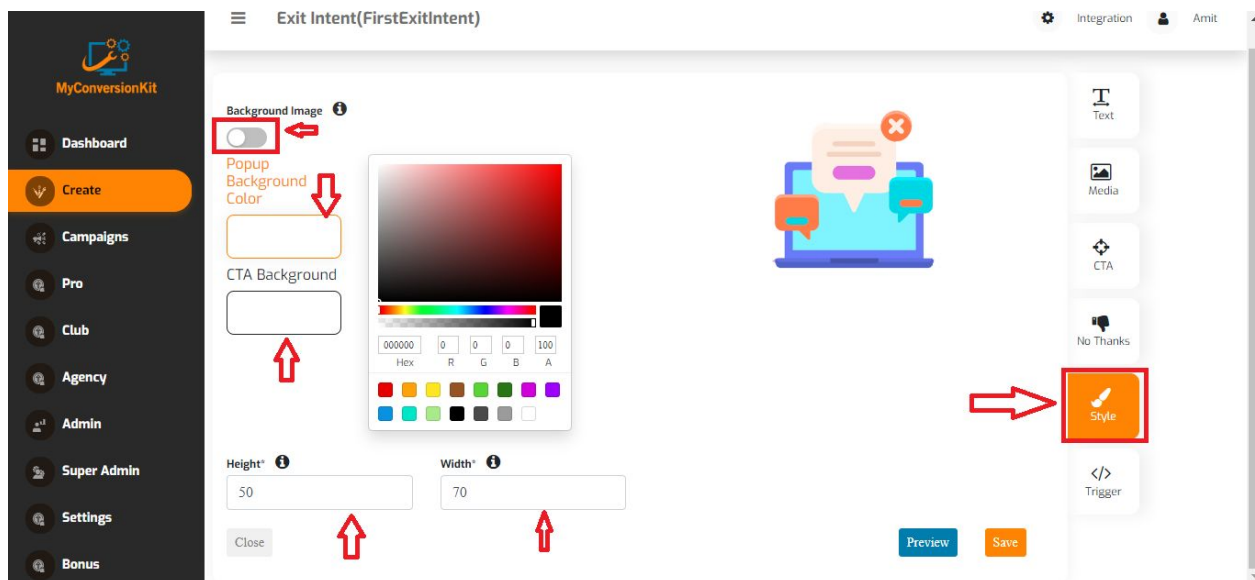 Exit Intent(FirstExitIntent)
Integration
Amit
MyConversionKit
Dashboard
Create
Campaigns
Pro
Club
Agency
Admin
Super Admin
Settings
Bonus
Background Image
Popup
Background
Color
CTA Background
000000 0 0 0 100
Hex R G B A
Height* Width*
50 70
Close Preview Save
Text
Media
CTA
No Thanks
Style
</>
Trigger